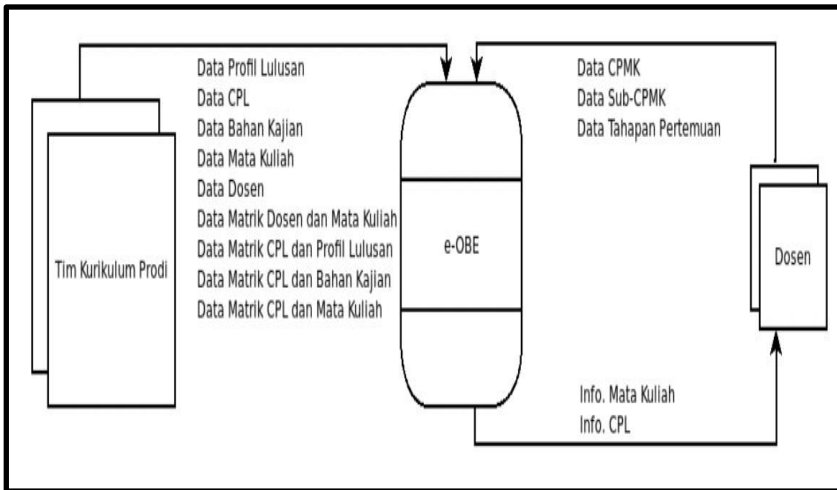 Data Profil Lulusan
Data CPL
Data Bahan Kajian
Data Mata Kuliah
Data Dosen
Data Matrik Dosen dan Mata Kuliah
Data Matrik CPL dan Profil Lulusan
Data Matrik CPL dan Bahan Kajian
Data Matrik CPL dan Mata Kuliah
Tim Kurikulum Prodi
e-OBE
Data CPMK
Data Sub-CPMK
Data Tahapan Pertemuan
Dosen
Info. Mata Kuliah
Info. CPL